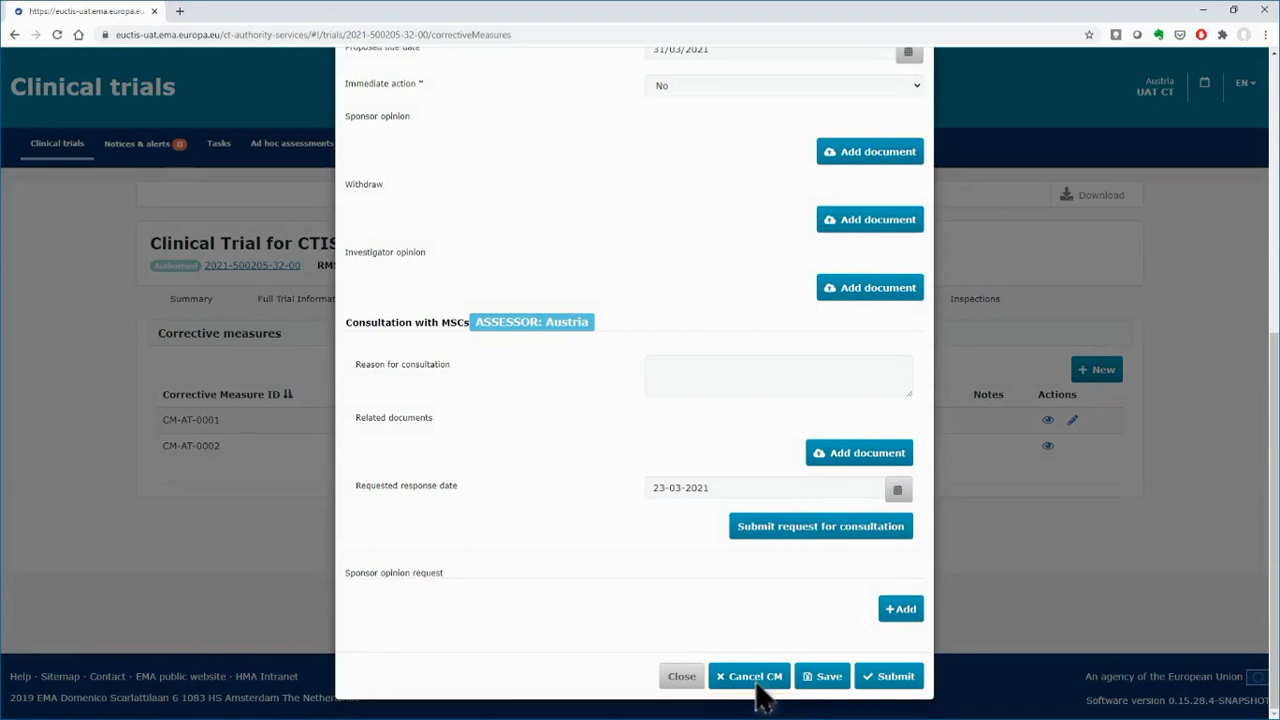 https://euctis-uat.ema.europa.eu/
euctis-uat.ema.europa.eu/ct-authority-services/#!/trials/2021-500205-32-00/correctiveMeasures
Clinical trials
Austria
UAT CT
EN
Clinical trials
Notices & alerts 0
Tasks
Ad hoc assessments
Proposed due date
31/03/2021
Immediate action *
No
Sponsor opinion
Add document
Withdraw
Add document
Investigator opinion
Add document
Consultation with MSCs ASSESSOR: Austria
Reason for consultation
Related documents
Add document
Requested response date
23-03-2021
Submit request for consultation
Sponsor opinion request
+ Add
Close
Cancel CM
Save
Submit
Download
Clinical Trial for CTIS
Authorised 2021-500205-32-00 RMS
Summary
Full Trial Informat
Inspections
Corrective measures
+ New
Corrective Measure ID
Notes
Actions
CM-AT-0001
CM-AT-0002
Help - Sitemap - Contact - EMA public website - HMA Intranet
2019 EMA Domenico Scarlattilaan 6 1083 HS Amsterdam The Nethe
An agency of the European Union
Software version 0.15.28.4-SNAPSHOT